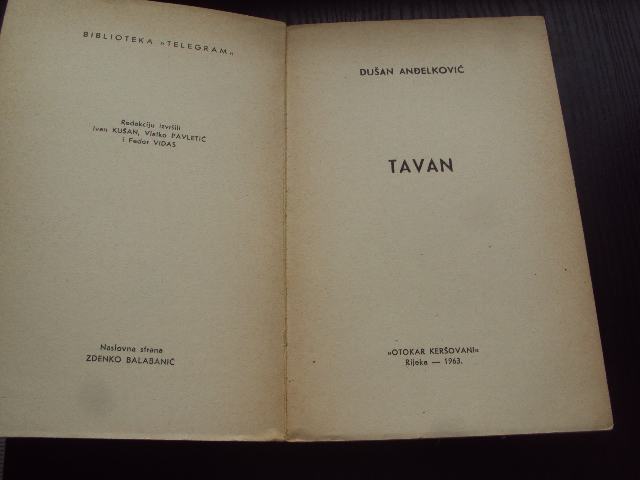 BIBLIOTEKA „TELEGRAM“
Redakciju izvršili
Ivan KUŠAN, Vlatko PAVLETIĆ
i Fedor VIDAS
Naslovna strana
ZDENKO BALABANIĆ
DUŠAN ANĐELKOVIĆ
TAVAN
„OTOKAR KERŠOVANI“
Rijeka — 1963.